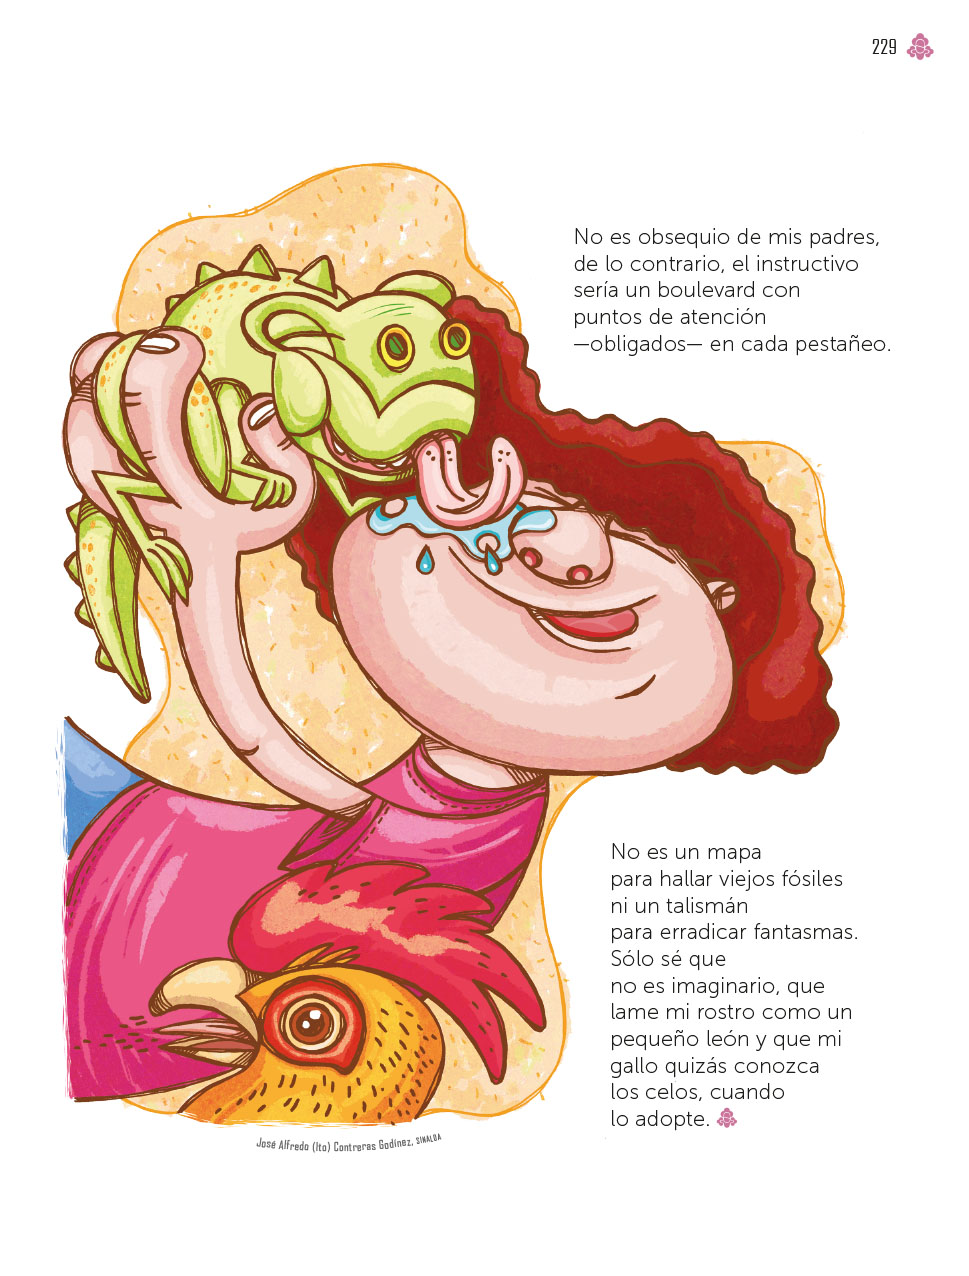 229
No es obsequio de mis padres,
de lo contrario, el instructivo
sería un boulevard con
puntos de atención
—obligados— en cada pestañeo.
No es un mapa
para hallar viejos fósiles
ni un talismán
para erradicar fantasmas.
Sólo sé que
no es imaginario, que
lame mi rostro como un
pequeño león y que mi
gallo quizás conozca
los celos, cuando
lo adopte.
José Alfredo (Ito) Contreras Godínez, SINALOA